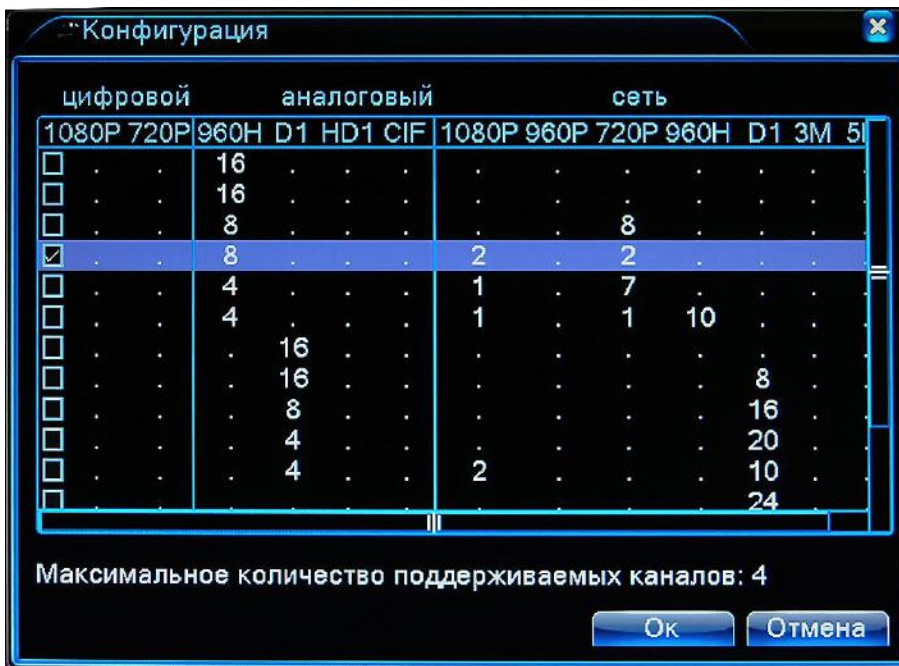 Конфигурация
цифровой аналоговый сеть
1080P 720P 960H D1 HD1 CIF 1080P 960P 720P 960H D1 3M
. . 16 . . . . . . . . .
. . 16 . . . . . . . . .
. . 8 . . . . . 8 . . .
. . 8 . . . 2 . 2 . . .
. . 4 . . . 1 . 7 . . .
. . 4 . . . 1 . 1 10 . .
. . . 16 . . . . . . . .
. . . 16 . . . . . . 8 .
. . . 8 . . . . . . 16 .
. . . 4 . . . . . . 20 .
. . . 4 . . 2 . . . 10 .
. . . . . . . . . . 24 .
Максимальное количество поддерживаемых каналов: 4
Ок Отмена